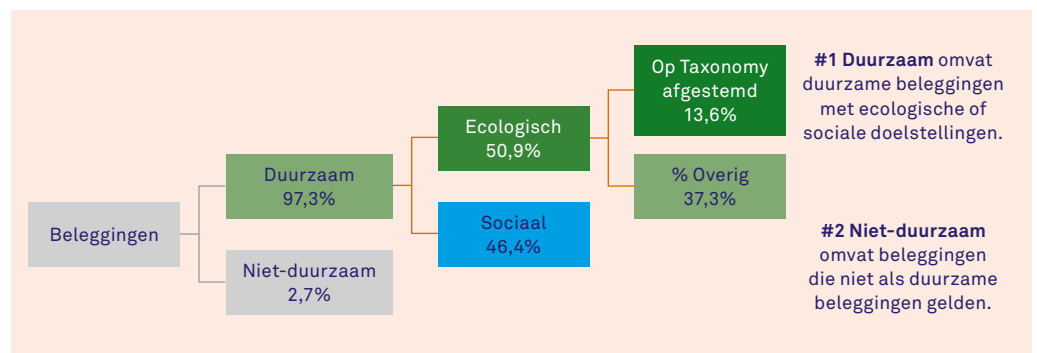 Beleggingen
Duurzaam
97,3%
Niet-duurzaam
2,7%
Ecologisch
50,9%
Sociaal
46,4%
Op Taxonomy
afgestemd
13,6%
% Overig
37,3%
#1 Duurzaam omvat
duurzame beleggingen
met ecologische of
sociale doelstellingen.
#2 Niet-duurzaam
omvat beleggingen
die niet als duurzame
beleggingen gelden.